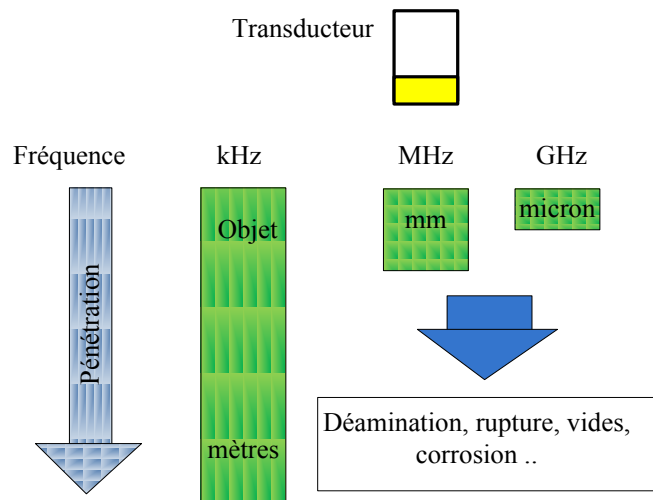 Transducteur
Fréquence kHz MHz GHz
Objet mm micron
Pénétration
mètres
Déamination, rupture, vides,
corrosion ..